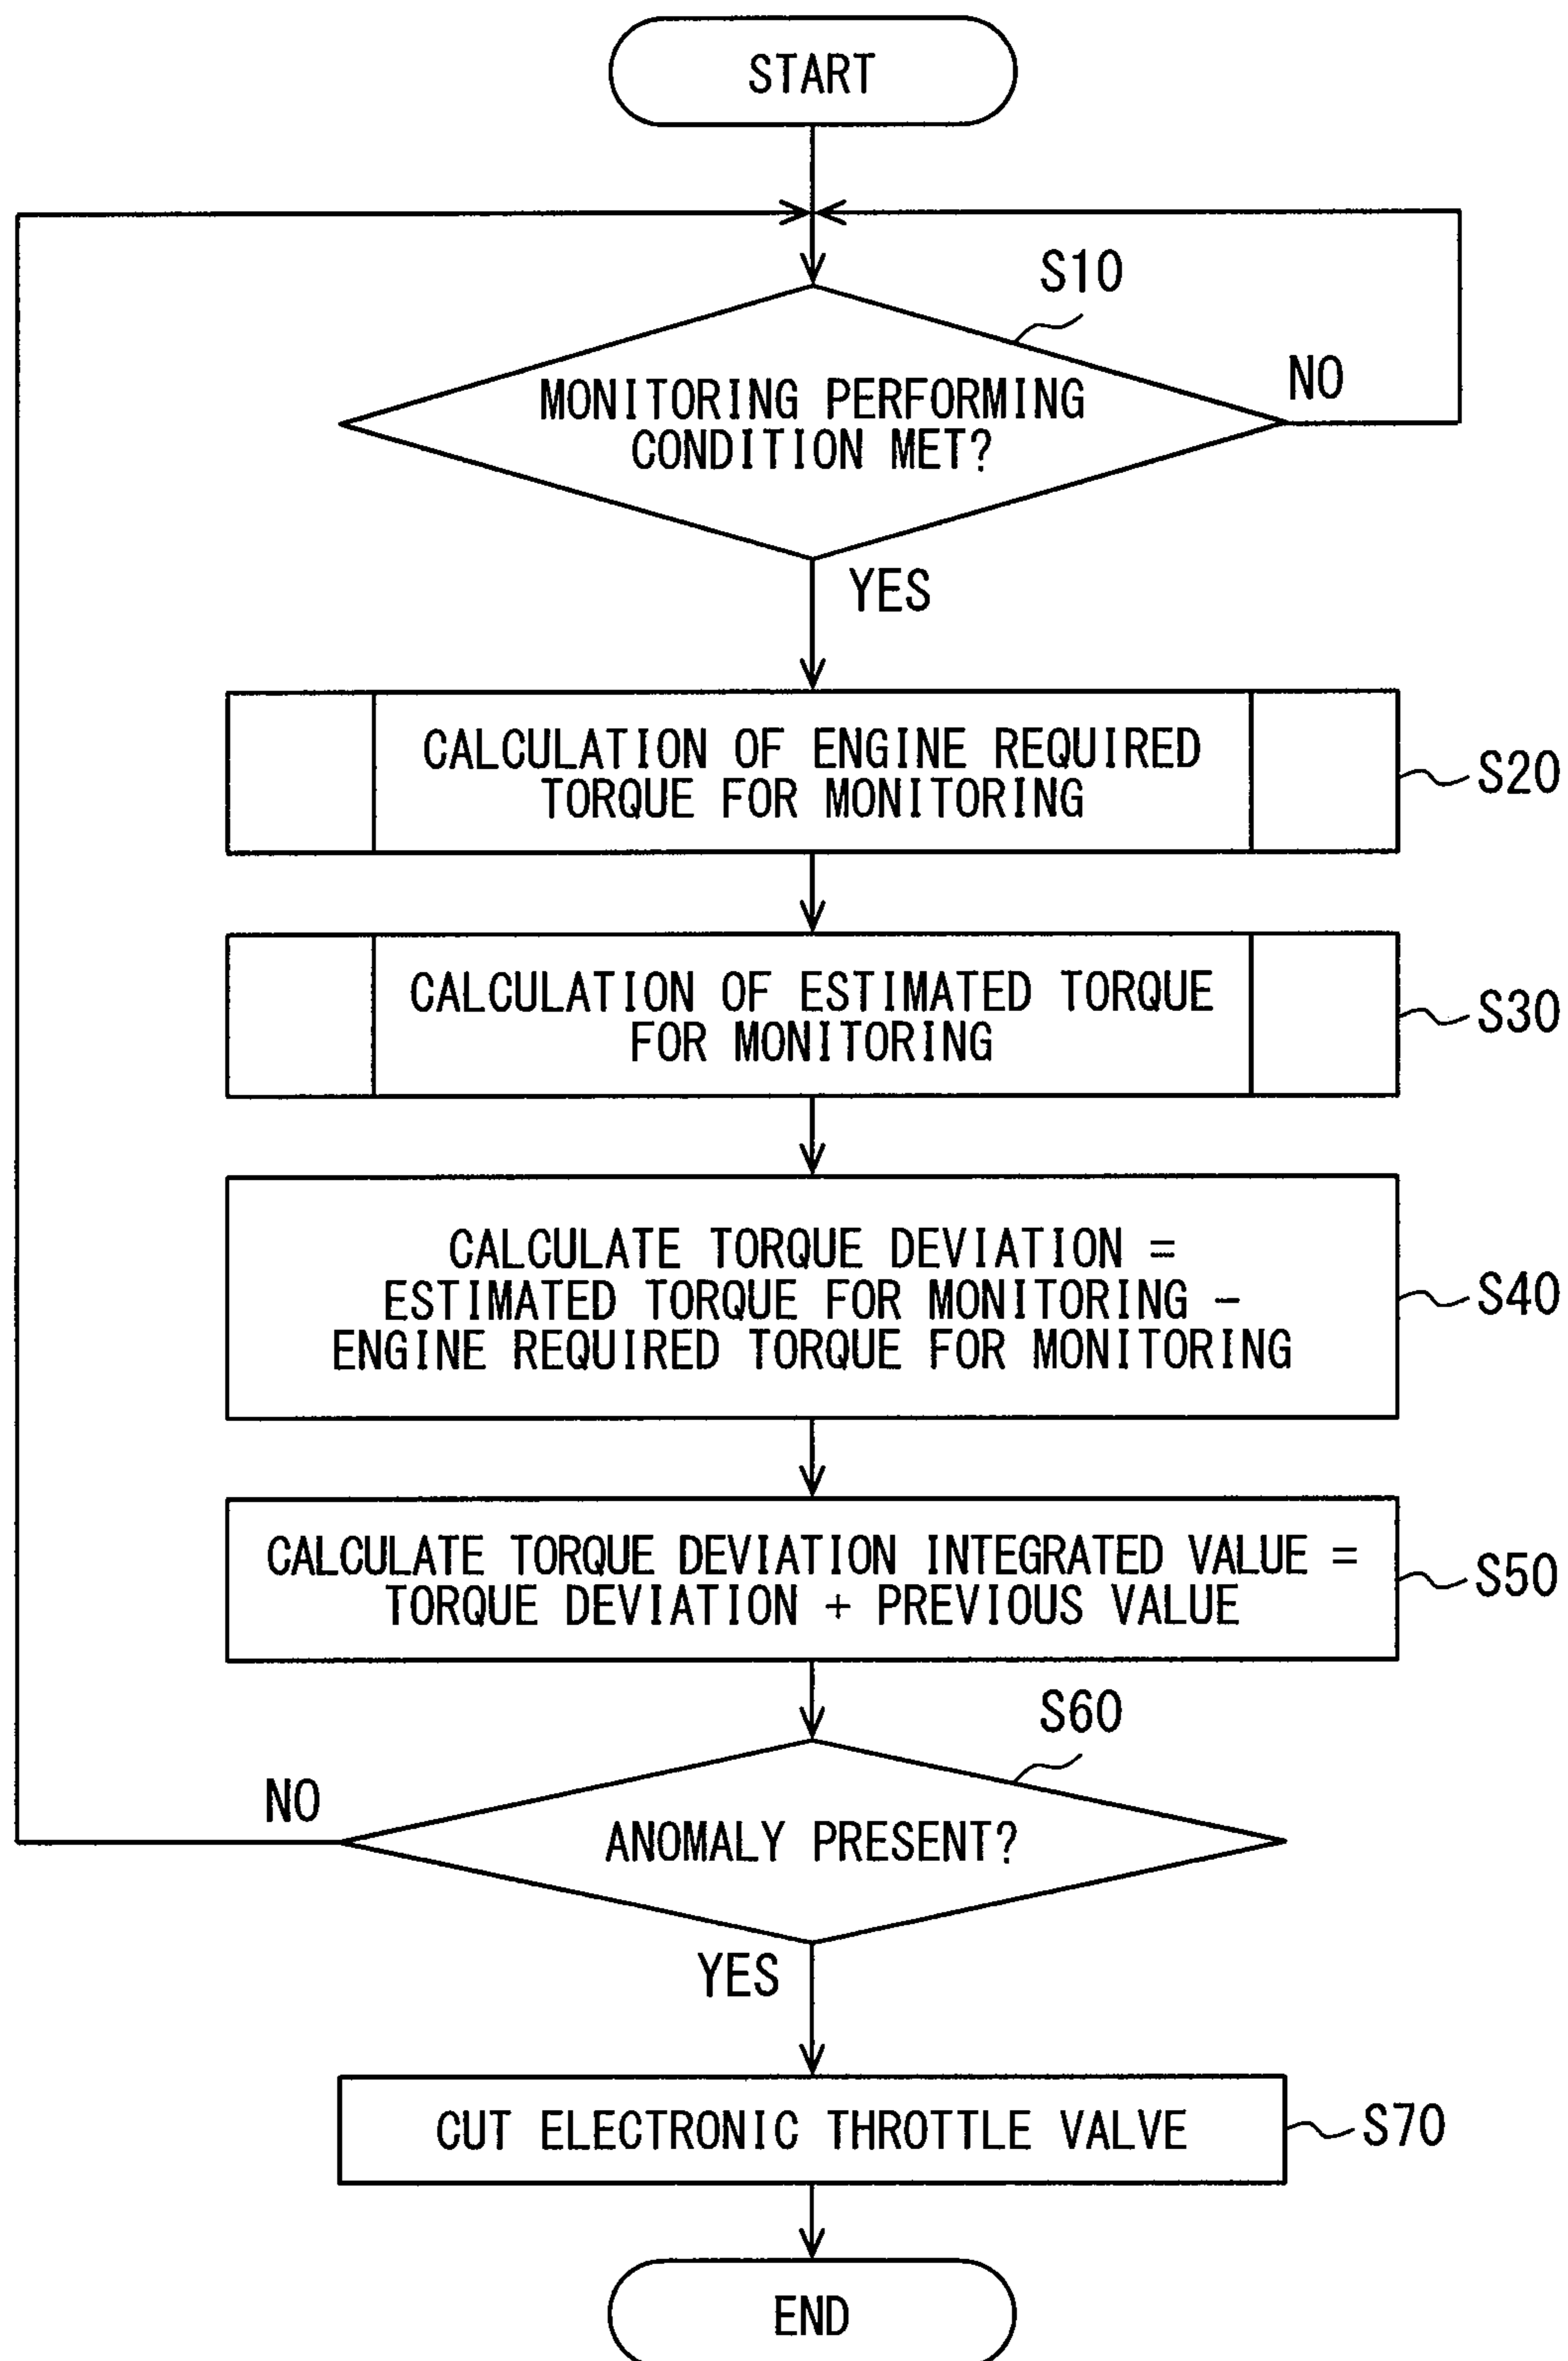 START
S10
MONITORING PERFORMING
CONDITION MET?
NO
YES
CALCULATION OF ENGINE REQUIRED
TORQUE FOR MONITORING
S20
CALCULATION OF ESTIMATED TORQUE
FOR MONITORING
S30
CALCULATE TORQUE DEVIATION =
ESTIMATED TORQUE FOR MONITORING -
ENGINE REQUIRED TORQUE FOR MONITORING
S40
CALCULATE TORQUE DEVIATION INTEGRATED VALUE =
TORQUE DEVIATION + PREVIOUS VALUE
S50
S60
NO
ANOMALY PRESENT?
YES
CUT ELECTRONIC THROTTLE VALVE
S70
END